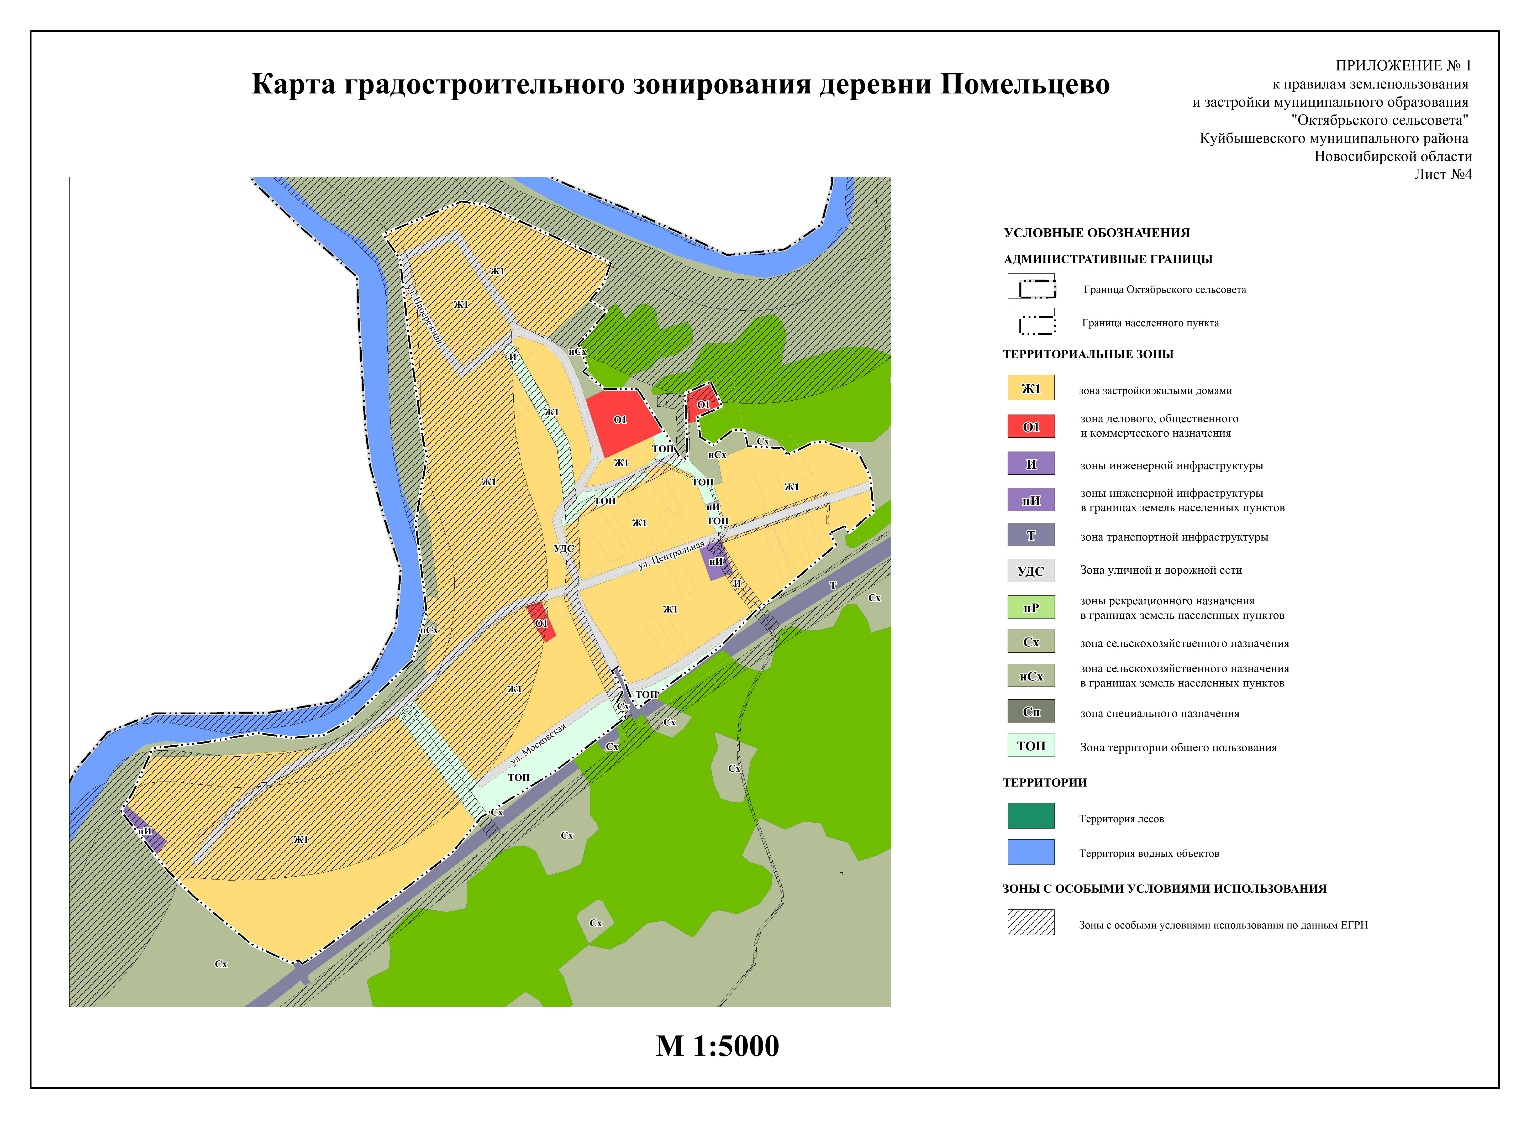 Карта градостроительного зонирования деревни Помельцево
ПРИЛОЖЕНИЕ № 1
к правилам землепользования
и застройки муниципального образования
"Октябрьского сельсовета"
Куйбышевского муниципального района
Новосибирской области
Лист №4
УСЛОВНЫЕ ОБОЗНАЧЕНИЯ
АДМИНИСТРАТИВНЫЕ ГРАНИЦЫ
Граница Октябрьского сельсовета
Граница населенного пункта
ТЕРРИТОРИАЛЬНЫЕ ЗОНЫ
Ж1 зона застройки жилыми домами
О1 зона делового, общественного
и коммерческого назначения
И зоны инженерной инфраструктуры
нИ зоны инженерной инфраструктуры
в границах земель населенных пунктов
Т зона транспортной инфраструктуры
УДС Зона уличной и дорожной сети
нР зоны рекреационного назначения
в границах земель населенных пунктов
Сх зона сельскохозяйственного назначения
нСх зона сельскохозяйственного назначения
в границах земель населенных пунктов
Сп зона специального назначения
ТОП Зона территории общего пользования
ТЕРРИТОРИИ
Территория лесов
Территория водных объектов
ЗОНЫ С ОСОБЫМИ УСЛОВИЯМИ ИСПОЛЬЗОВАНИЯ
Зоны с особыми условиями использования по данным ЕГРН
Ж1
Ж1
И
нСх
Ж1
О1
О1
Сх
ТОП
нСх
Ж1
Ж1
ТОП
Ж1
ТОП
нИ
Ж1
ТОП
УДС
ул. Центральная
нИ
И
Т
Сх
Ж1
О1
нСх
Ж1
ТОП
Сх
Сх
ул. Московская
Сх
Сх
ТОП
Сх
нИ
Ж1
Сх
Сх
Сх
М 1:5000